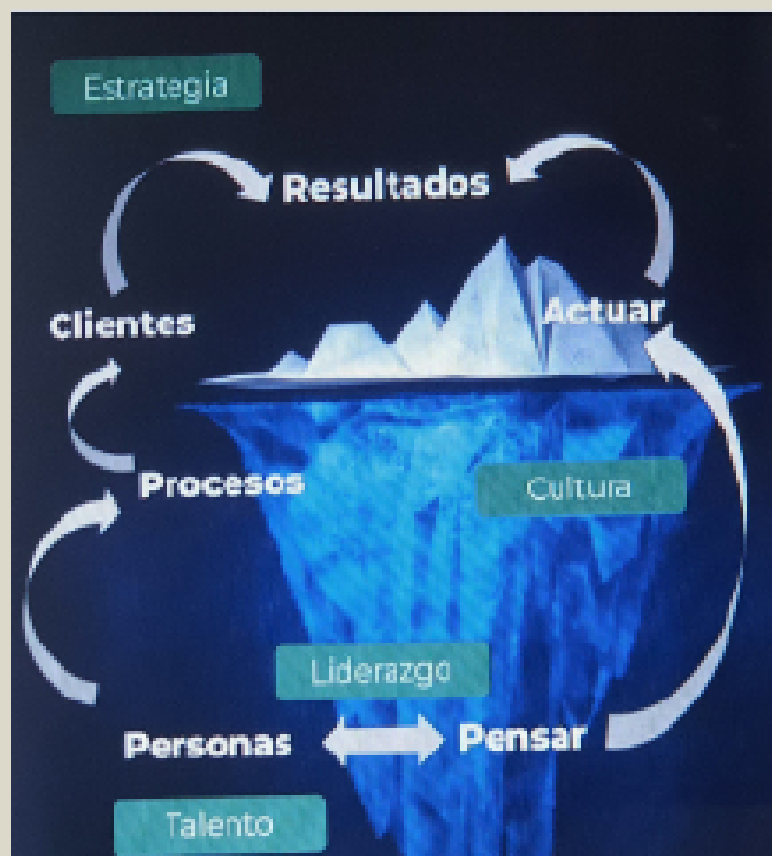 Estrategia
Resultados
Clientes
Actuar
Procesos
Cultura
Liderazgo
Personas
Pensar
Talento